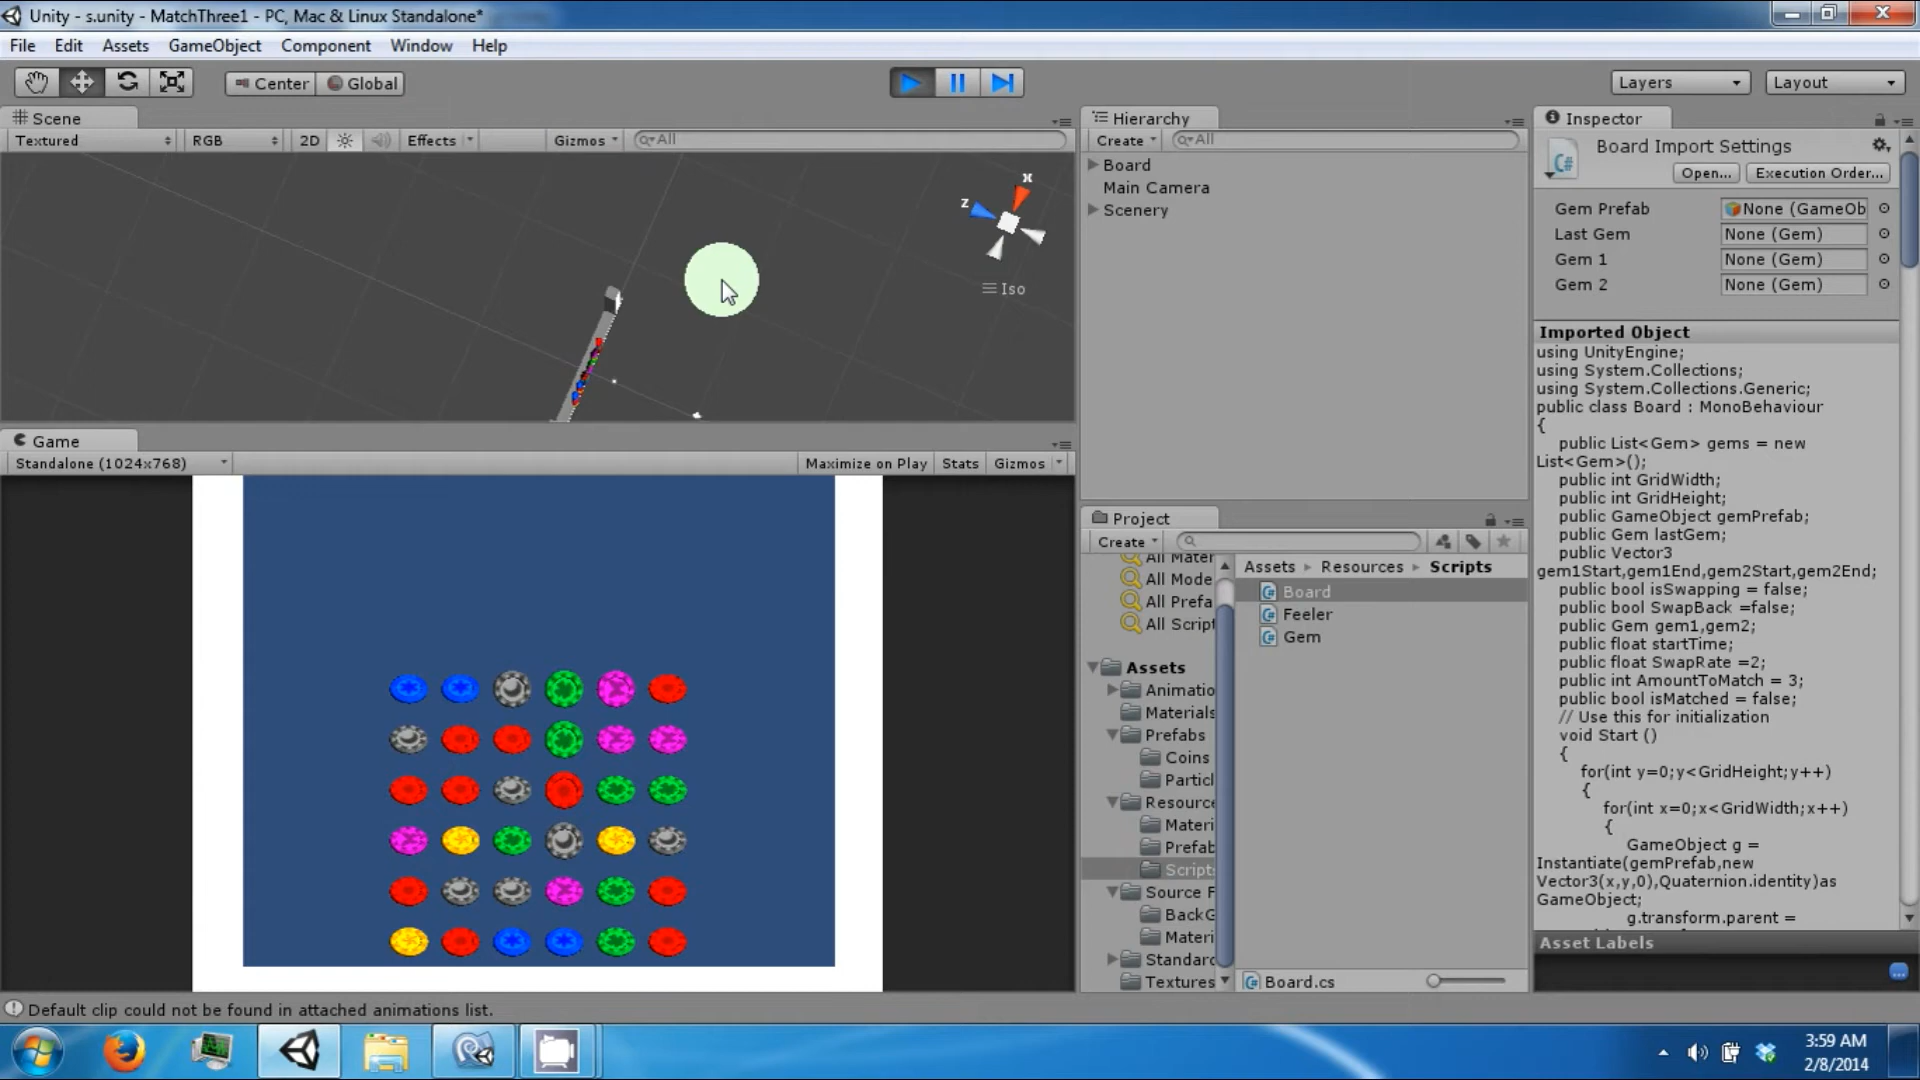 Unity - s.unity - MatchThree1 - PC, Mac & Linux Standalone*
File Edit Assets GameObject Component Window Help
Center Global
Layers Layout
Scene
Textured RGB 2D Effects Gizmos All
x
z
Iso
Game
Standalone (1024x768) Maximize on Play Stats Gizmos
Hierarchy
Create All
Board
Main Camera
Scenery
Project
Create
All Mater
All Mode
All Prefa
All Script
Assets
Animatio
Materials
Prefabs
Coins
Particl
Resource
Materi
Prefab
Scripts
Source F
BackG
Materi
Standard
Textures
Assets Resources Scripts
Board
Feeler
Gem
Board.cs
Inspector
Board Import Settings
Open... Execution Order...
Gem Prefab None (GameOb
Last Gem None (Gem)
Gem 1 None (Gem)
Gem 2 None (Gem)
Imported Object
using UnityEngine;
using System.Collections;
using System.Collections.Generic;
public class Board : MonoBehaviour
{
public List<Gem> gems = new
List<Gem>();
public int GridWidth;
public int GridHeight;
public GameObject gemPrefab;
public Gem lastGem;
public Vector3
gem1Start,gem1End,gem2Start,gem2End;
public bool isSwapping = false;
public bool SwapBack =false;
public Gem gem1,gem2;
public float startTime;
public float SwapRate =2;
public int AmountToMatch = 3;
public bool isMatched = false;
// Use this for initialization
void Start ()
{
for(int y=0;y<GridHeight;y++)
{
for(int x=0;x<GridWidth;x++)
{
GameObject g =
Instantiate(gemPrefab,new
Vector3(x,y,0),Quaternion.identity)as
GameObject;
g.transform.parent =
Asset Labels
Default clip could not be found in attached animations list.
3:59 AM
2/8/2014